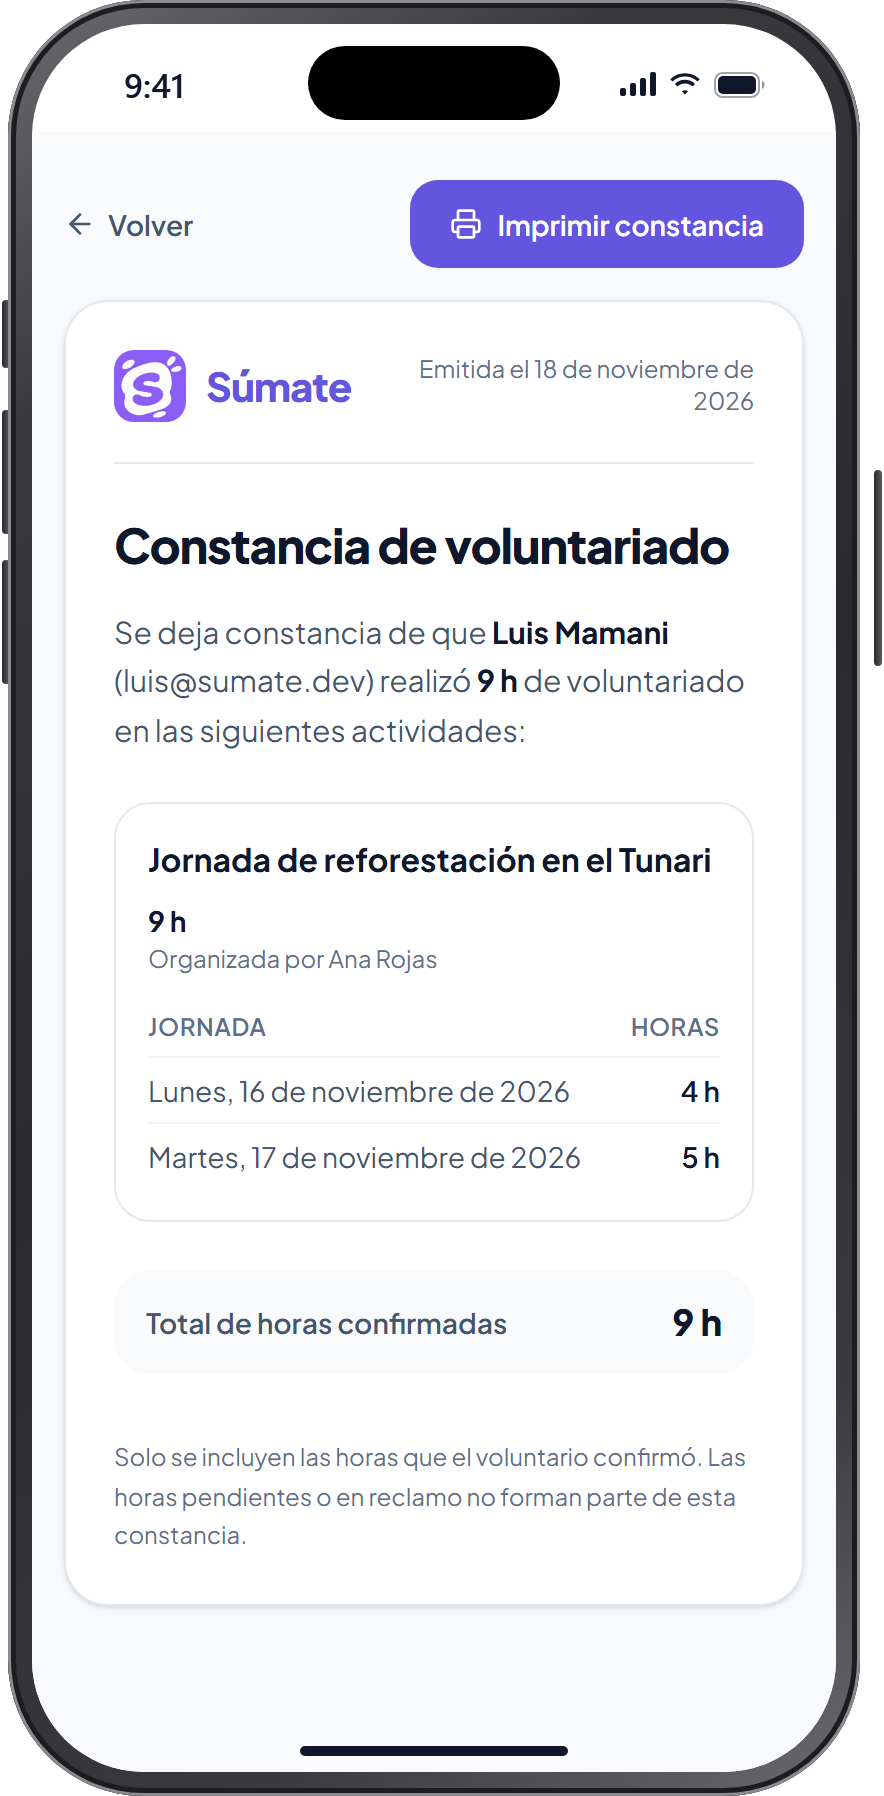 9:41
Volver
Imprimir constancia
Súmate
Emitida el 18 de noviembre de
2026
Constancia de voluntariado
Se deja constancia de que Luis Mamani
(luis@sumate.dev) realizó 9 h de voluntariado
en las siguientes actividades:
Jornada de reforestación en el Tunari
9 h
Organizada por Ana Rojas
JORNADA HORAS
Lunes, 16 de noviembre de 2026 4 h
Martes, 17 de noviembre de 2026 5 h
Total de horas confirmadas 9 h
Solo se incluyen las horas que el voluntario confirmó. Las
horas pendientes o en reclamo no forman parte de esta
constancia.